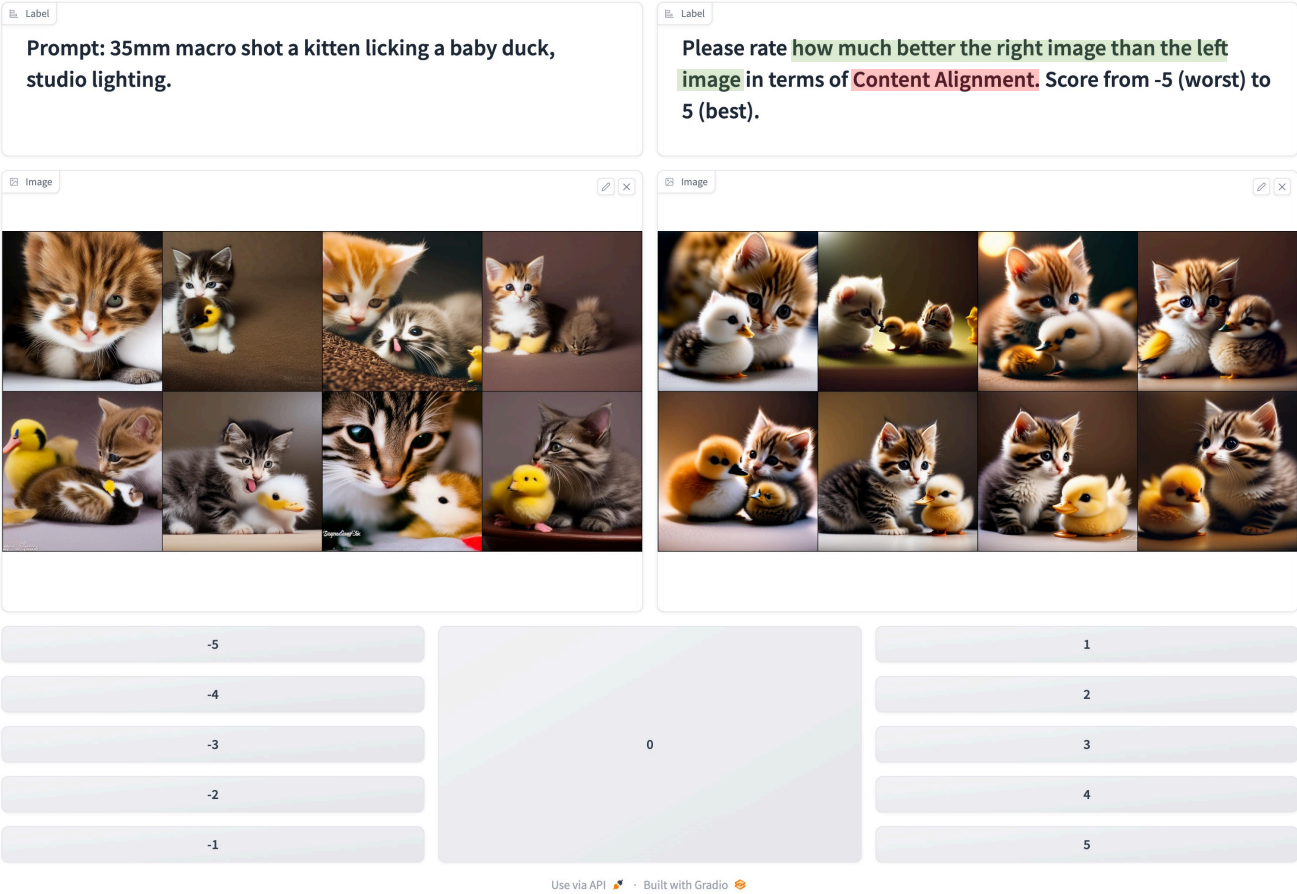 Label
Prompt: 35mm macro shot a kitten licking a baby duck,
studio lighting.
Label
Please rate how much better the right image than the left
image in terms of Content Alignment. Score from -5 (worst) to
5 (best).
Image
Image
-5
-4
-3
-2
-1
0
1
2
3
4
5
Use via API · Built with Gradio